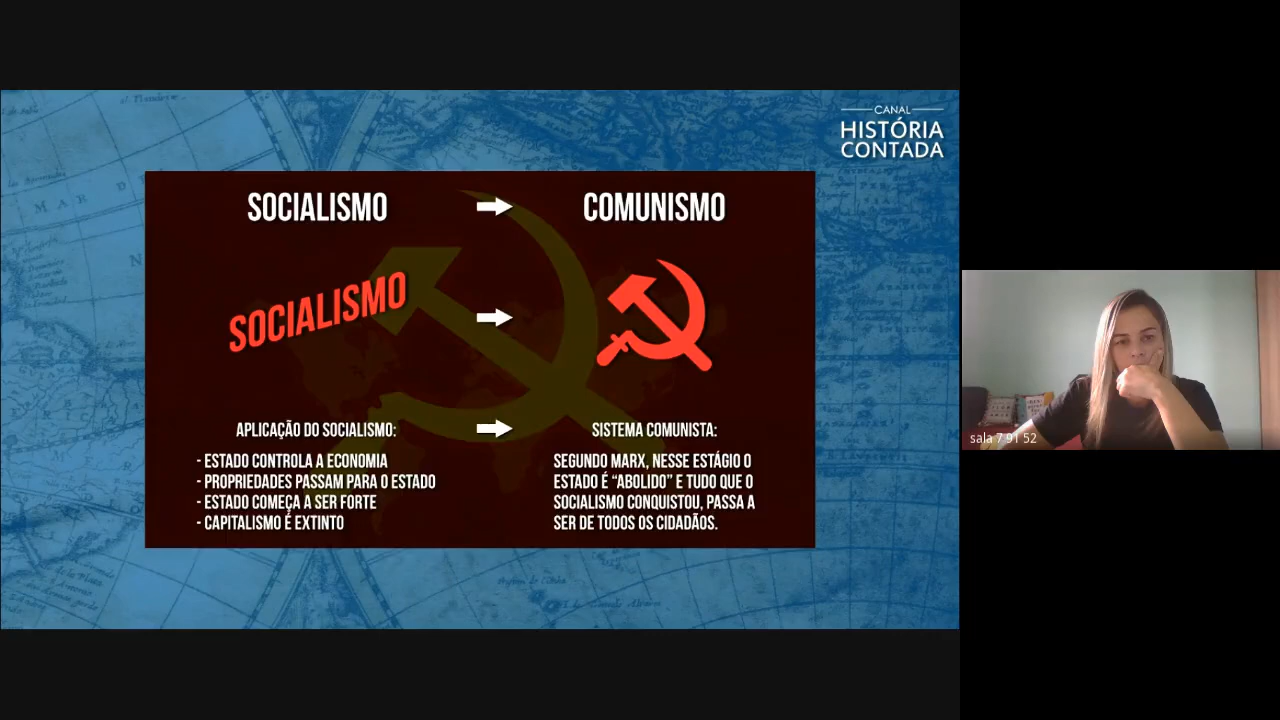 CANAL
HISTÓRIA
CONTADA
SOCIALISMO
COMUNISMO
SOCIALISMO
APLICAÇÃO DO SOCIALISMO:
- ESTADO CONTROLA A ECONOMIA
- PROPRIEDADES PASSAM PARA O ESTADO
- ESTADO COMEÇA A SER FORTE
- CAPITALISMO É EXTINTO
SISTEMA COMUNISTA:
SEGUNDO MARX, NESSE ESTÁGIO O
ESTADO É “ABOLIDO” E TUDO QUE O
SOCIALISMO CONQUISTOU, PASSA A
SER DE TODOS OS CIDADÃOS.
sala 7 91 52